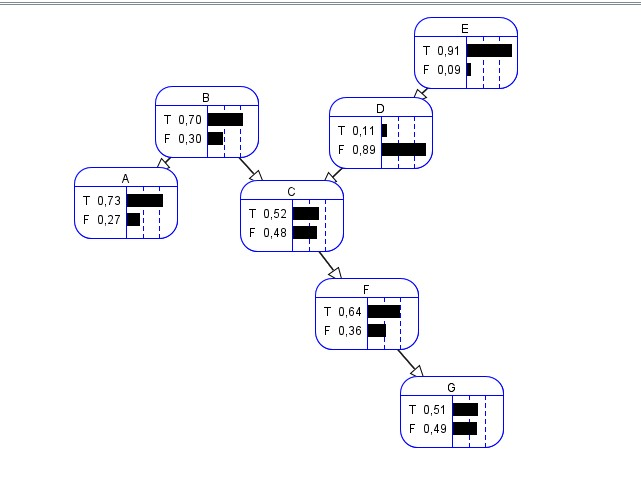 E
T 0,91
F 0,09
B
T 0,70
F 0,30
D
T 0,11
F 0,89
A
T 0,73
F 0,27
C
T 0,52
F 0,48
F
T 0,64
F 0,36
G
T 0,51
F 0,49